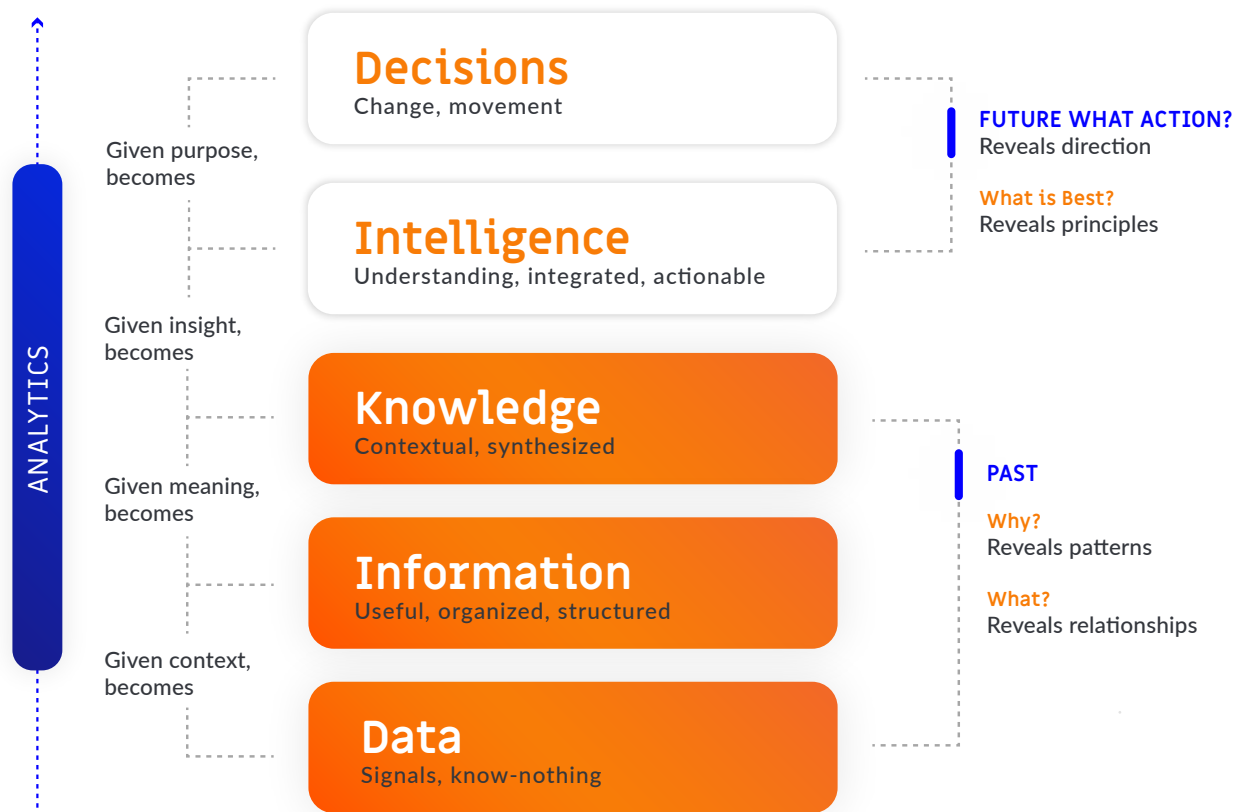 Decisions
Change, movement
FUTURE WHAT ACTION?
Reveals direction
Given purpose,
becomes
What is Best?
Reveals principles
Intelligence
Understanding, integrated, actionable
Given insight,
becomes
ANALYTICS
Knowledge
Contextual, synthesized
PAST
Given meaning,
becomes
Why?
Reveals patterns
Information
Useful, organized, structured
What?
Reveals relationships
Given context,
becomes
Data
Signals, know-nothing